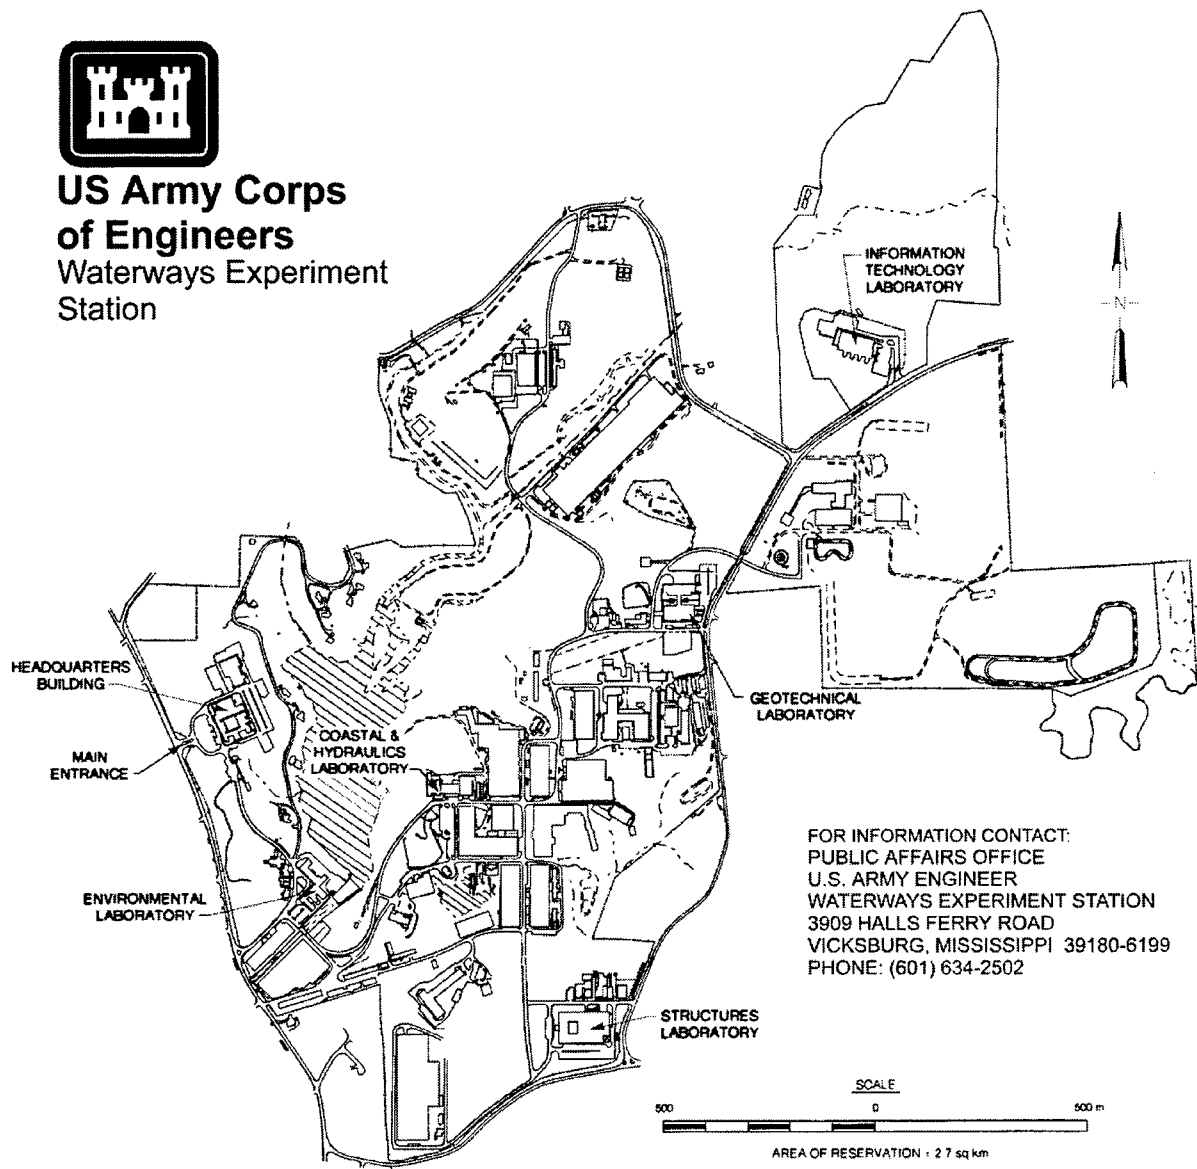 US Army Corps
of Engineers
Waterways Experiment
Station
INFORMATION
TECHNOLOGY
LABORATORY
N
HEADQUARTERS
BUILDING
MAIN
ENTRANCE
COASTAL &
HYDRAULICS
LABORATORY
GEOTECHNICAL
LABORATORY
ENVIRONMENTAL
LABORATORY
STRUCTURES
LABORATORY
FOR INFORMATION CONTACT:
PUBLIC AFFAIRS OFFICE
U.S. ARMY ENGINEER
WATERWAYS EXPERIMENT STATION
3909 HALLS FERRY ROAD
VICKSBURG, MISSISSIPPI 39180-6199
PHONE: (601) 634-2502
SCALE
500 0 500 m
AREA OF RESERVATION = 2.7 sq km